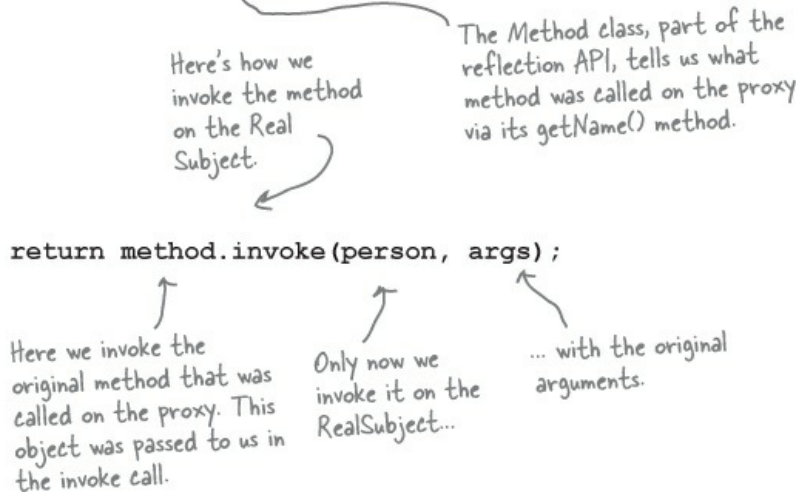 The Method class, part of the
reflection API, tells us what
method was called on the proxy
via its getName() method.
Here's how we
invoke the method
on the Real
Subject.
return method.invoke(person, args);
Here we invoke the
original method that was
called on the proxy. This
object was passed to us in
the invoke call.
Only now we
invoke it on the
RealSubject...
... with the original
arguments.